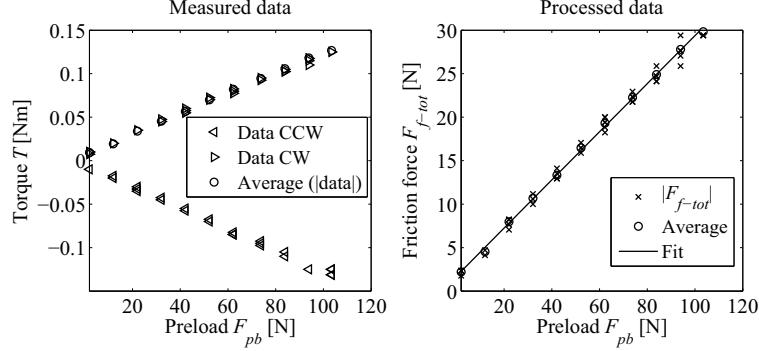 Measured data
0.15
0.1
0.05
0
−0.05
−0.1
Torque T [Nm]
Data CCW
Data CW
Average (|data|)
20 40 60 80 100 120
Preload F_pb [N]
Processed data
30
25
20
15
10
5
0
Friction force F_f−tot [N]
|F_f−tot|
Average
Fit
20 40 60 80 100 120
Preload F_pb [N]